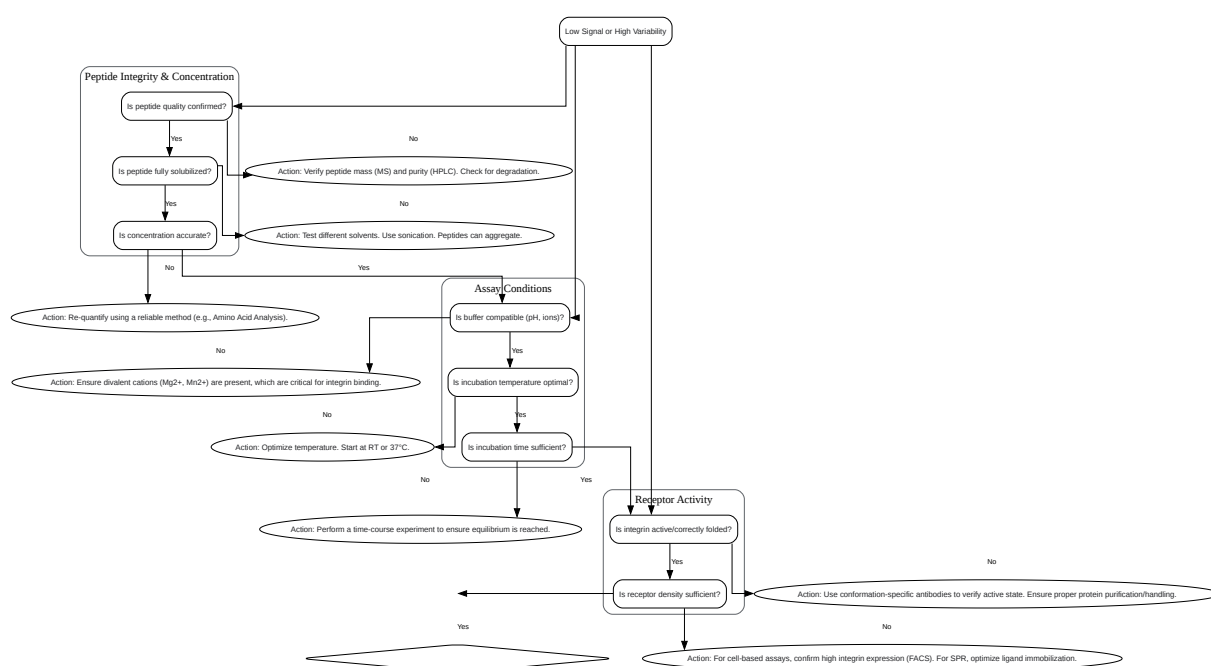 Low Signal or High Variability
Peptide Integrity & Concentration
Is peptide quality confirmed?
Yes
No
Is peptide fully solubilized?
Action: Verify peptide mass (MS) and purity (HPLC). Check for degradation.
Yes
No
Is concentration accurate?
Action: Test different solvents. Use sonication. Peptides can aggregate.
No
Yes
Assay Conditions
Action: Re-quantify using a reliable method (e.g., Amino Acid Analysis).
Is buffer compatible (pH, ions)?
No
Yes
Action: Ensure divalent cations (Mg2+, Mn2+) are present, which are critical for integrin binding.
Is incubation temperature optimal?
No
Yes
Action: Optimize temperature. Start at RT or 37°C.
Is incubation time sufficient?
No
Yes
Receptor Activity
Action: Perform a time-course experiment to ensure equilibrium is reached.
Is integrin active/correctly folded?
Yes
No
Is receptor density sufficient?
Action: Use conformation-specific antibodies to verify active state. Ensure proper protein purification/handling.
Yes
No
Action: For cell-based assays, confirm high integrin expression (FACS). For SPR, optimize ligand immobilization.